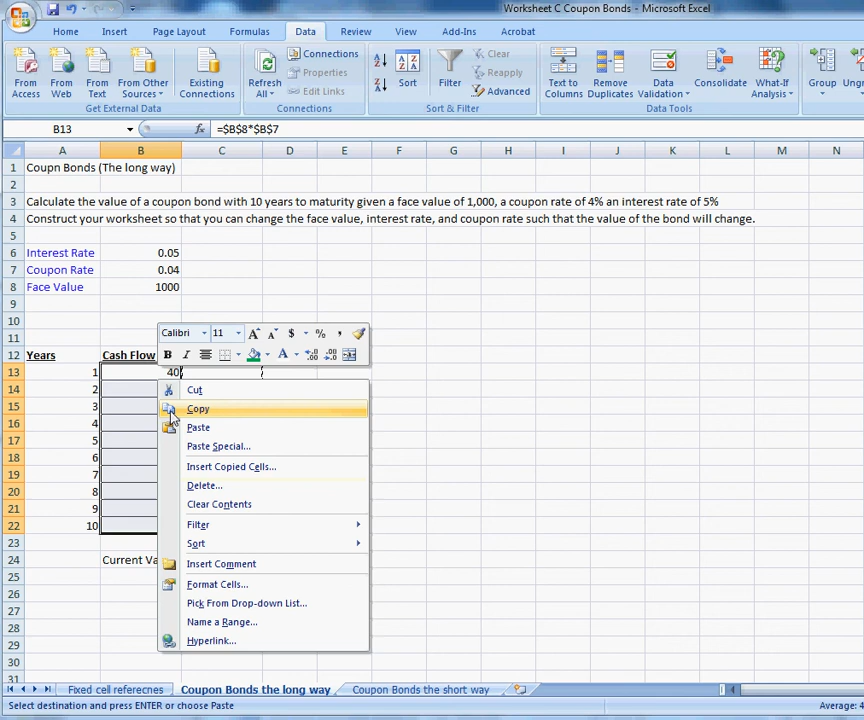 Worksheet C Coupon Bonds - Microsoft Excel
Home Insert Page Layout Formulas Data Review View Add-Ins Acrobat
From Access
From Web
From Text
From Other Sources
Existing Connections
Get External Data
Refresh All
Connections
Properties
Edit Links
Connections
Sort
Filter
Clear
Reapply
Advanced
Sort & Filter
Text to Columns
Remove Duplicates
Data Validation
Consolidate
What-If Analysis
Data Tools
Group
B13 fx =$B$8*$B$7
A B C D E F G H I J K L M N
1 Coupn Bonds (The long way)
2
3 Calculate the value of a coupon bond with 10 years to maturity given a face value of 1,000, a coupon rate of 4% an interest rate of 5%
4 Construct your worksheet so that you can change the face value, interest rate, and coupon rate such that the value of the bond will change.
5
6 Interest Rate 0.05
7 Coupon Rate 0.04
8 Face Value 1000
9
10
11
12 Years Cash Flow
13 1 40
14 2
15 3
16 4
17 5
18 6
19 7
20 8
21 9
22 10
23
24 Current Va
25
26
27
28
29
30
31
Calibri 11 A A $ % ,
B I A .00 .0
Cut
Copy
Paste
Paste Special...
Insert Copied Cells...
Delete...
Clear Contents
Filter
Sort
Insert Comment
Format Cells...
Pick From Drop-down List...
Name a Range...
Hyperlink...
Fixed cell referecnes Coupon Bonds the long way Coupon Bonds the short way
Select destination and press ENTER or choose Paste
Average: 4